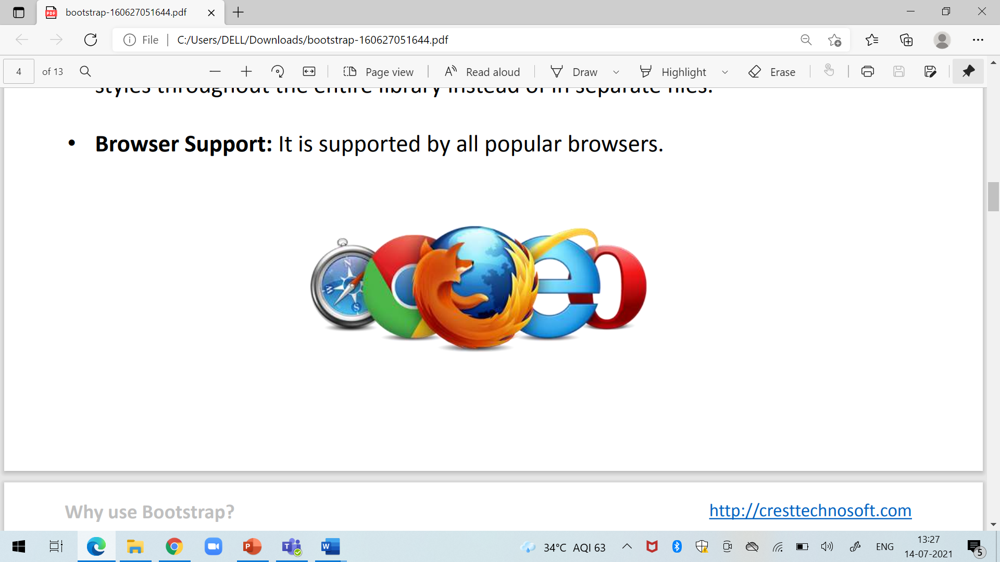 bootstrap-160627051644.pdf
File
C:/Users/DELL/Downloads/bootstrap-160627051644.pdf
4 of 13
Page view
Read aloud
Draw
Highlight
Erase
styles throughout the entire library instead of in separate files.
• Browser Support: It is supported by all popular browsers.
Why use Bootstrap?
http://cresttechnosoft.com
34°C AQI 63
ENG
13:27
14-07-2021
5